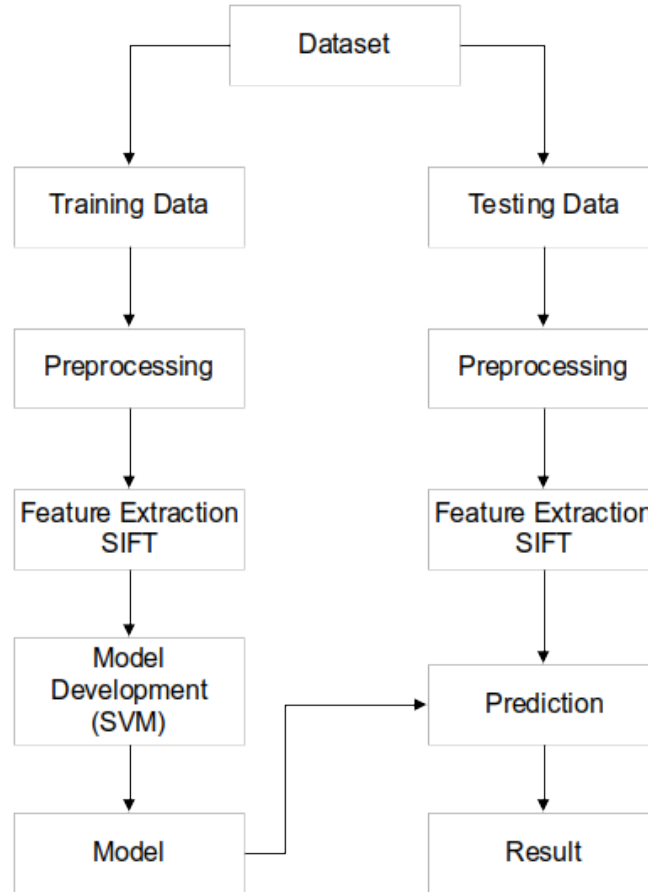 Dataset
Training Data
Testing Data
Preprocessing
Preprocessing
Feature Extraction
SIFT
Feature Extraction
SIFT
Model
Development
(SVM)
Prediction
Model
Result